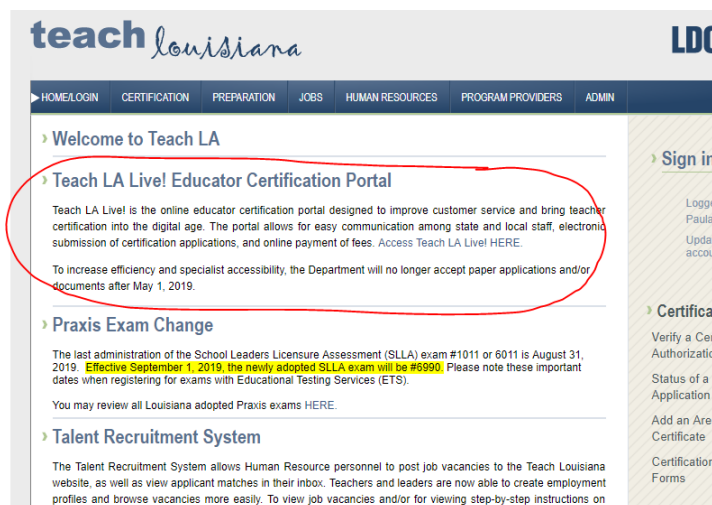 teach louisiana
HOME/LOGIN CERTIFICATION PREPARATION JOBS HUMAN RESOURCES PROGRAM PROVIDERS ADMIN
Welcome to Teach LA
Teach LA Live! Educator Certification Portal
Teach LA Live! is the online educator certification portal designed to improve customer service and bring teacher
certification into the digital age. The portal allows for easy communication among state and local staff, electronic
submission of certification applications, and online payment of fees. Access Teach LA Live! HERE.
To increase efficiency and specialist accessibility, the Department will no longer accept paper applications and/or
documents after May 1, 2019.
Praxis Exam Change
The last administration of the School Leaders Licensure Assessment (SLLA) exam #1011 or 6011 is August 31,
2019. Effective September 1, 2019, the newly adopted SLLA exam will be #6990. Please note these important
dates when registering for exams with Educational Testing Services (ETS).
You may review all Louisiana adopted Praxis exams HERE.
Talent Recruitment System
The Talent Recruitment System allows Human Resource personnel to post job vacancies to the Teach Louisiana
website, as well as view applicant matches in their inbox. Teachers and leaders are now able to create employment
profiles and browse vacancies more easily. To view job vacancies and/or for viewing step-by-step instructions on
Sign in
Paula
Verify a
Status of a
Application
Add an
Certificate
Certification
Forms